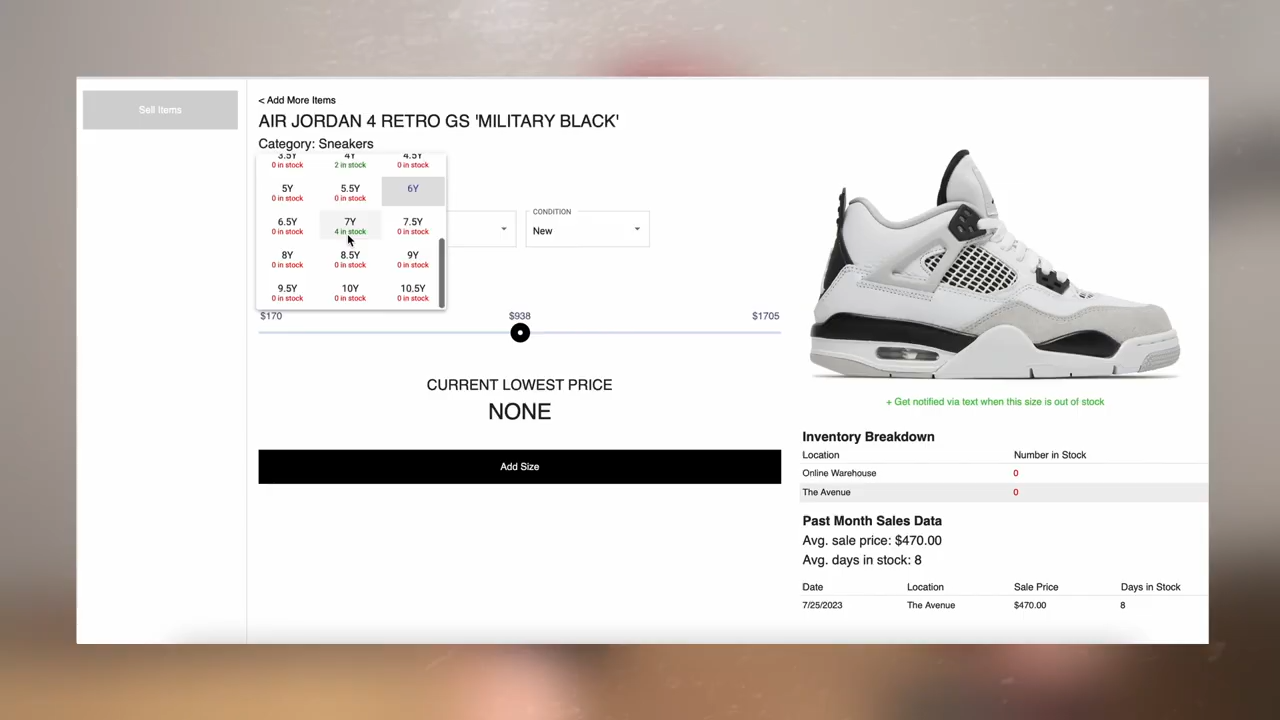 Sell Items
< Add More Items
AIR JORDAN 4 RETRO GS 'MILITARY BLACK'
Category: Sneakers
3.5Y 4Y 4.5Y
0 in stock 2 in stock 0 in stock
5Y 5.5Y 6Y
0 in stock 0 in stock
6.5Y 7Y 7.5Y
0 in stock 4 in stock 0 in stock
8Y 8.5Y 9Y
0 in stock 0 in stock 0 in stock
9.5Y 10Y 10.5Y
0 in stock 0 in stock 0 in stock
CONDITION
New
$170 $938 $1705
CURRENT LOWEST PRICE
NONE
Add Size
+ Get notified via text when this size is out of stock
Inventory Breakdown
Location Number in Stock
Online Warehouse 0
The Avenue 0
Past Month Sales Data
Avg. sale price: $470.00
Avg. days in stock: 8
Date Location Sale Price Days in Stock
7/25/2023 The Avenue $470.00 8